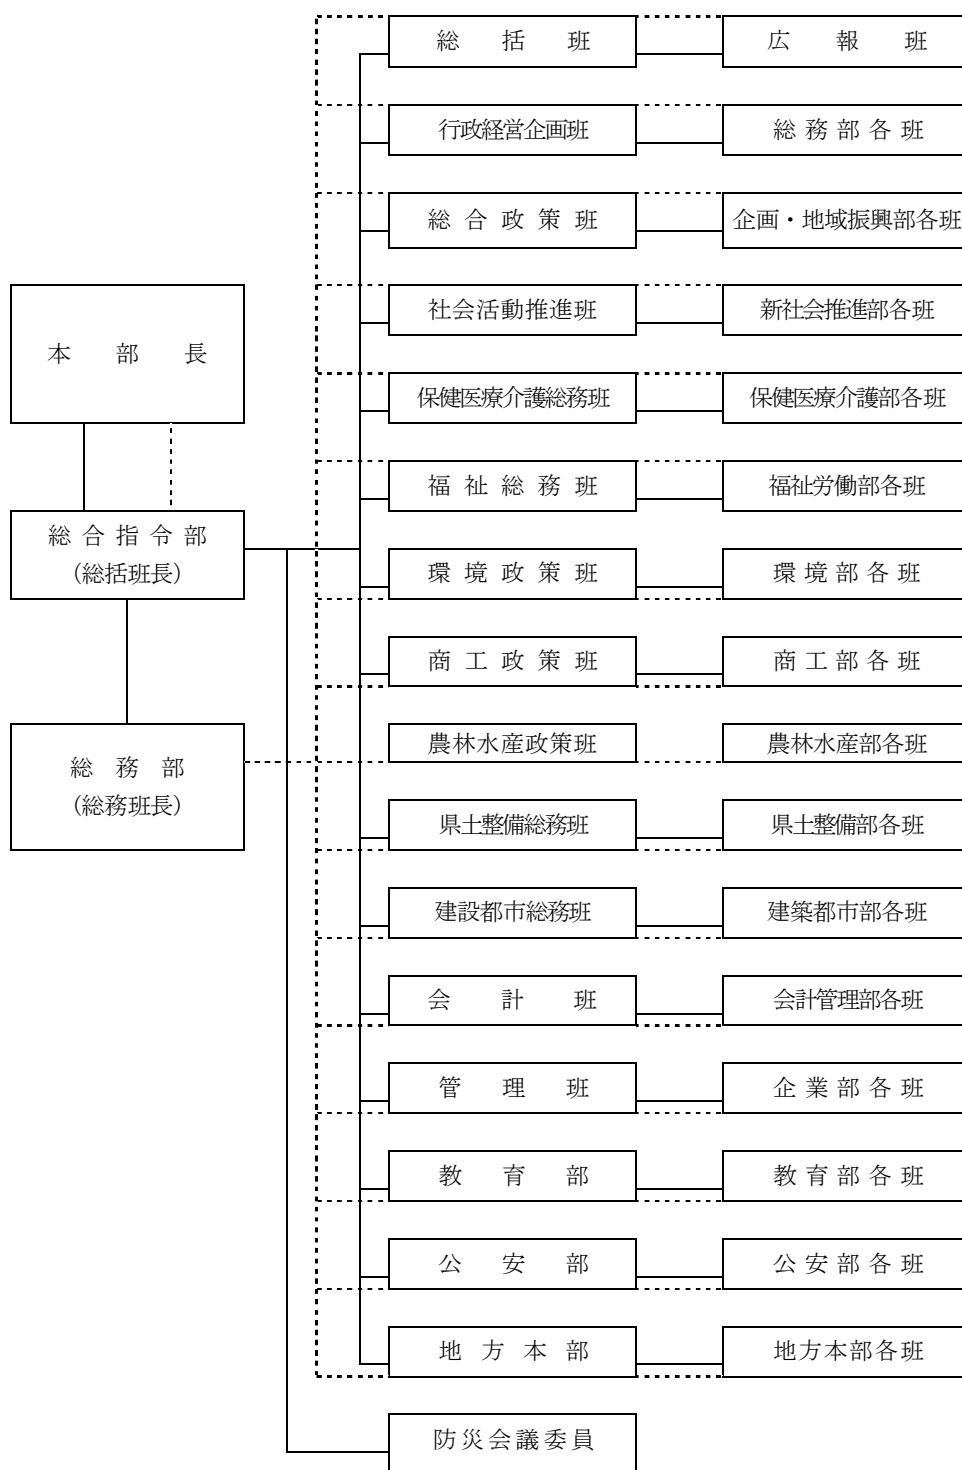 本部長
総合指令部
(総括班長)
総務部
(総務班長)
総括班
広報班
行政経営企画班
総務部各班
総合政策班
企画・地域振興部各班
社会活動推進班
新社会推進部各班
保健医療介護総務班
保健医療介護部各班
福祉総務班
福祉労働部各班
環境政策班
環境部各班
商工政策班
商工部各班
農林水産政策班
農林水産部各班
県土整備総務班
県土整備部各班
建設都市総務班
建築都市部各班
会計班
会計管理部各班
管理班
企業部各班
教育部
教育部各班
公安部
公安部各班
地方本部
地方本部各班
防災会議委員